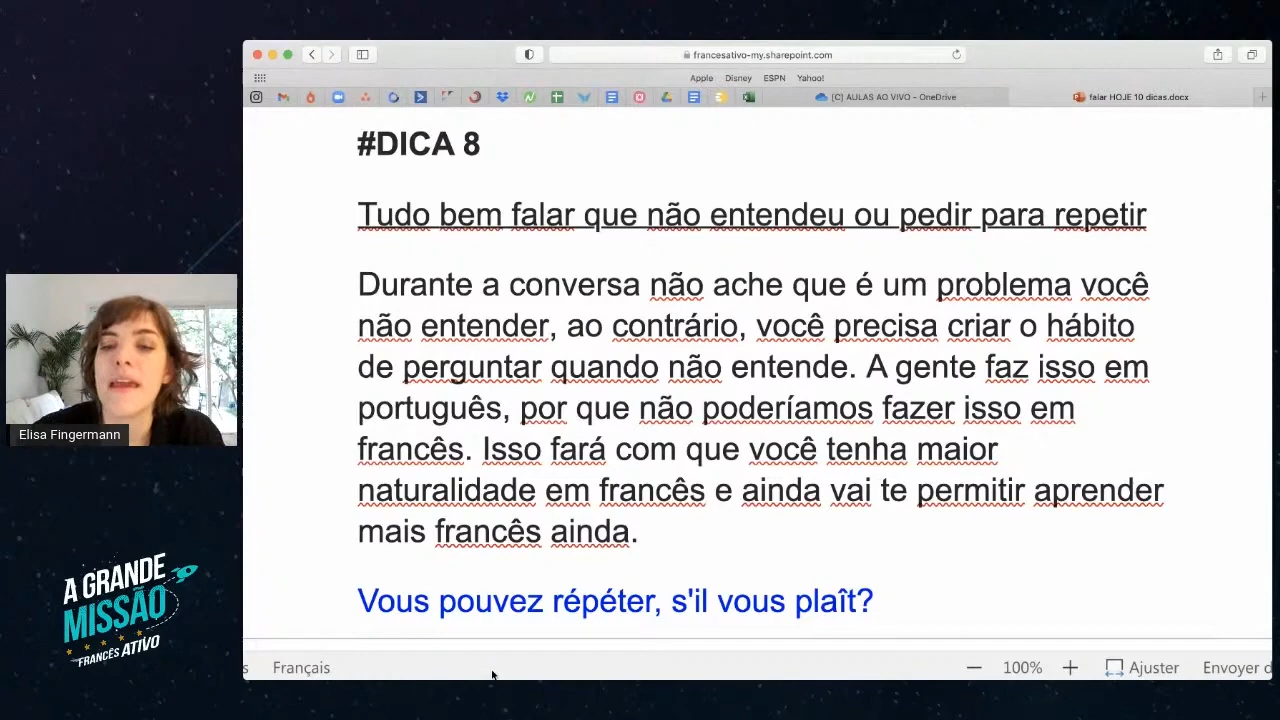 francesativo-my.sharepoint.com
Apple Disney ESPN Yahoo!
[C] AULAS AO VIVO - OneDrive
falar HOJE 10 dicas.docx
#DICA 8
Tudo bem falar que não entendeu ou pedir para repetir
Durante a conversa não ache que é um problema você
não entender, ao contrário, você precisa criar o hábito
de perguntar quando não entende. A gente faz isso em
português, por que não poderíamos fazer isso em
francês. Isso fará com que você tenha maior
naturalidade em francês e ainda vai te permitir aprender
mais francês ainda.
Vous pouvez répéter, s'il vous plaît?
s Français
100% Ajuster Envoyer d
Elisa Fingermann
A GRANDE
MISSÃO
FRANCÊS ATIVO